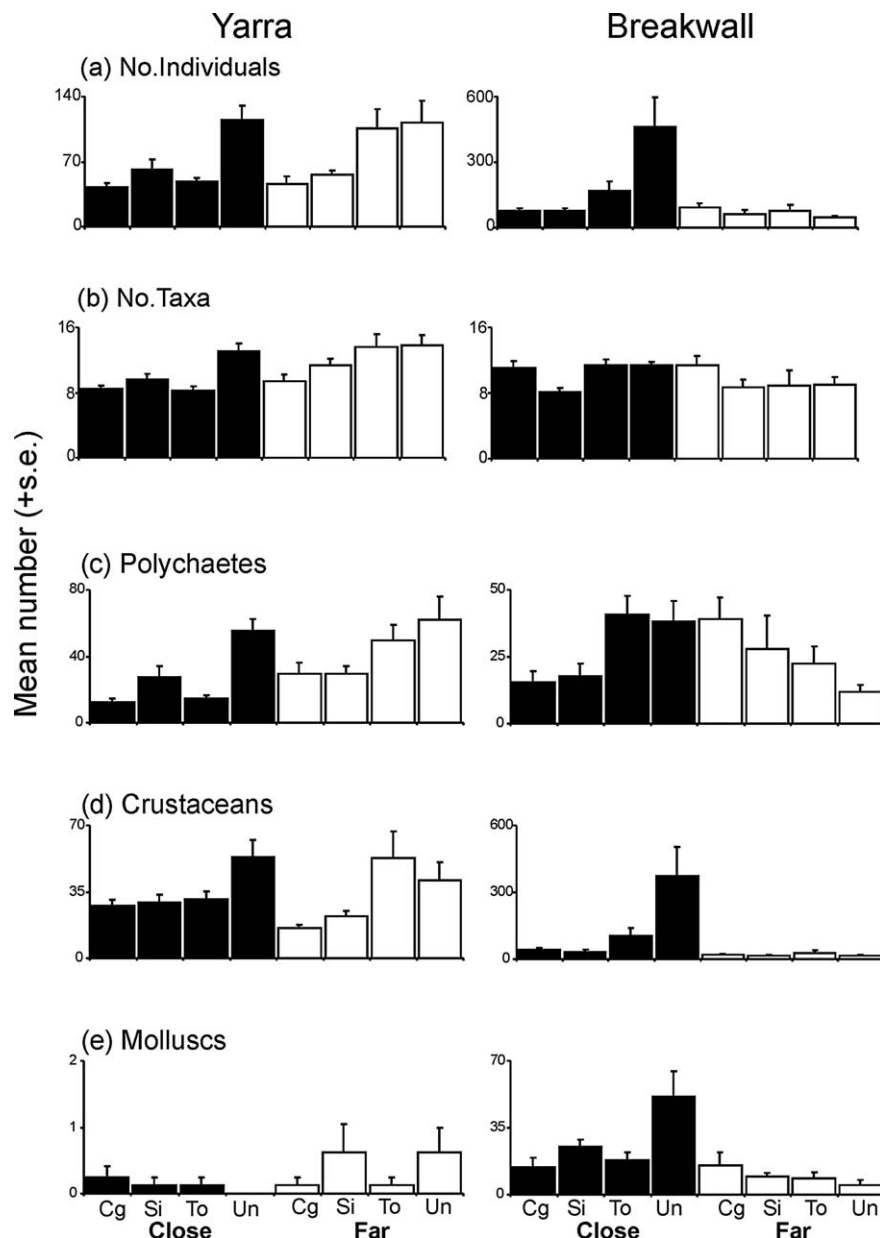 Yarra Breakwall
(a) No.Individuals
140 600
70 300
0 0
(b) No.Taxa
16 16
8 8
0 0
Mean number (+s.e.)
(c) Polychaetes
80 50
40 25
0 0
(d) Crustaceans
70 600
35 300
0 0
(e) Molluscs
2 70
1 35
0 0
Cg Si To Un Cg Si To Un Cg Si To Un Cg Si To Un
Close Far Close Far